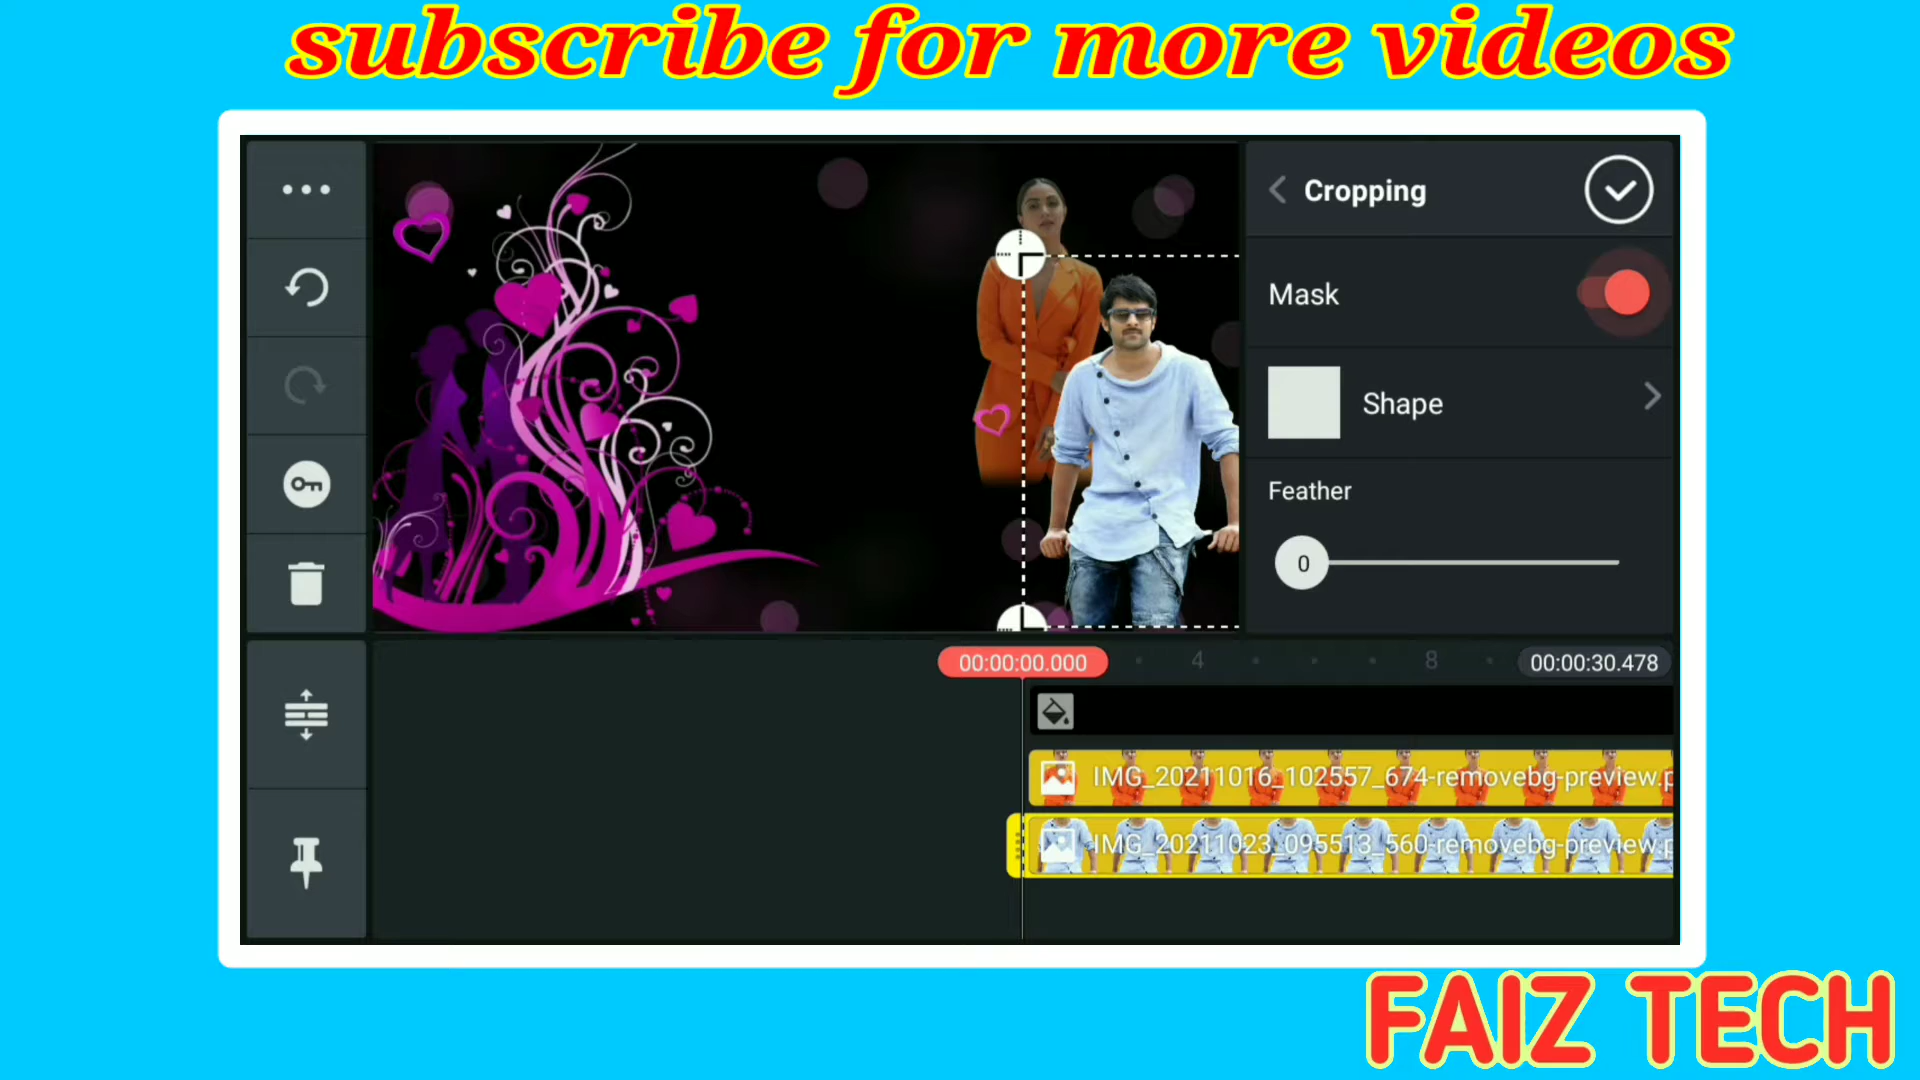 subscribe for more videos
Cropping
Mask
Shape
Feather
0
00:00:00.000
4
8
00:00:30.478
IMG_20211016_102557_674-removebg-preview.p
IMG_20211023_095513_560-removebg-preview.p
FAIZ TECH